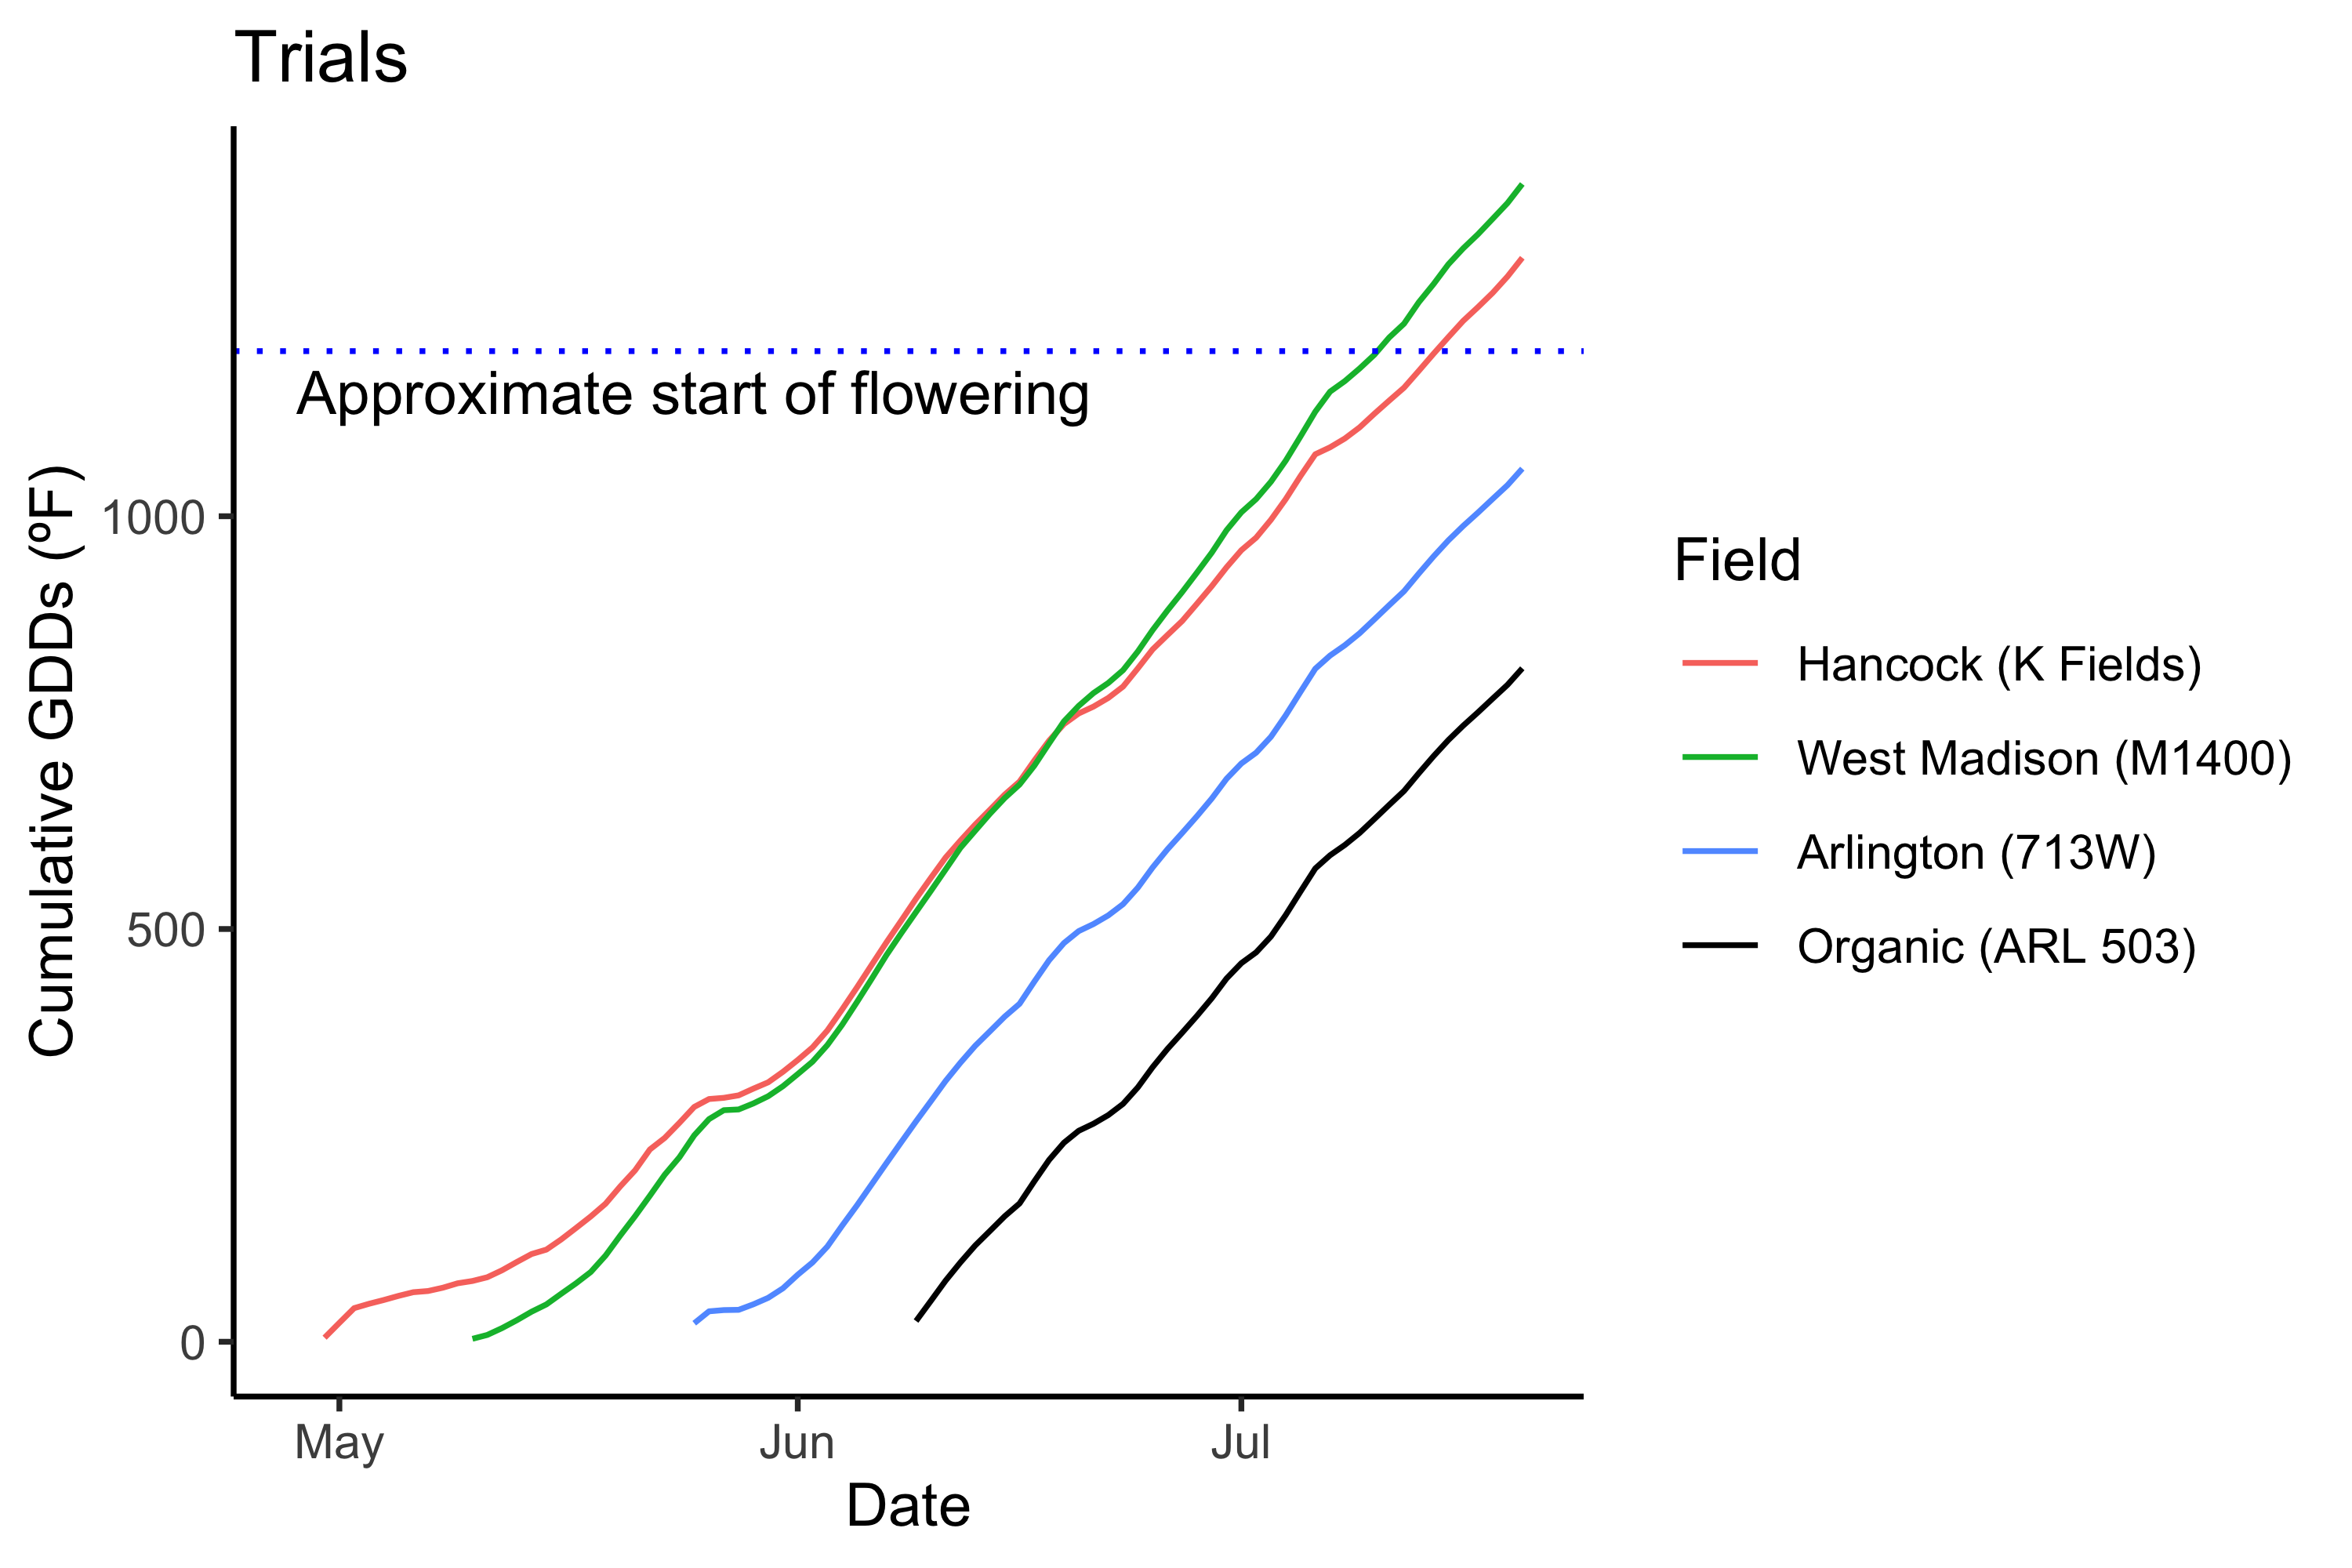 Trials
Approximate start of flowering
Cumulative GDDs (ºF)
1000
500
0
May
Jun
Jul
Date
Field
Hancock (K Fields)
West Madison (M1400)
Arlington (713W)
Organic (ARL 503)